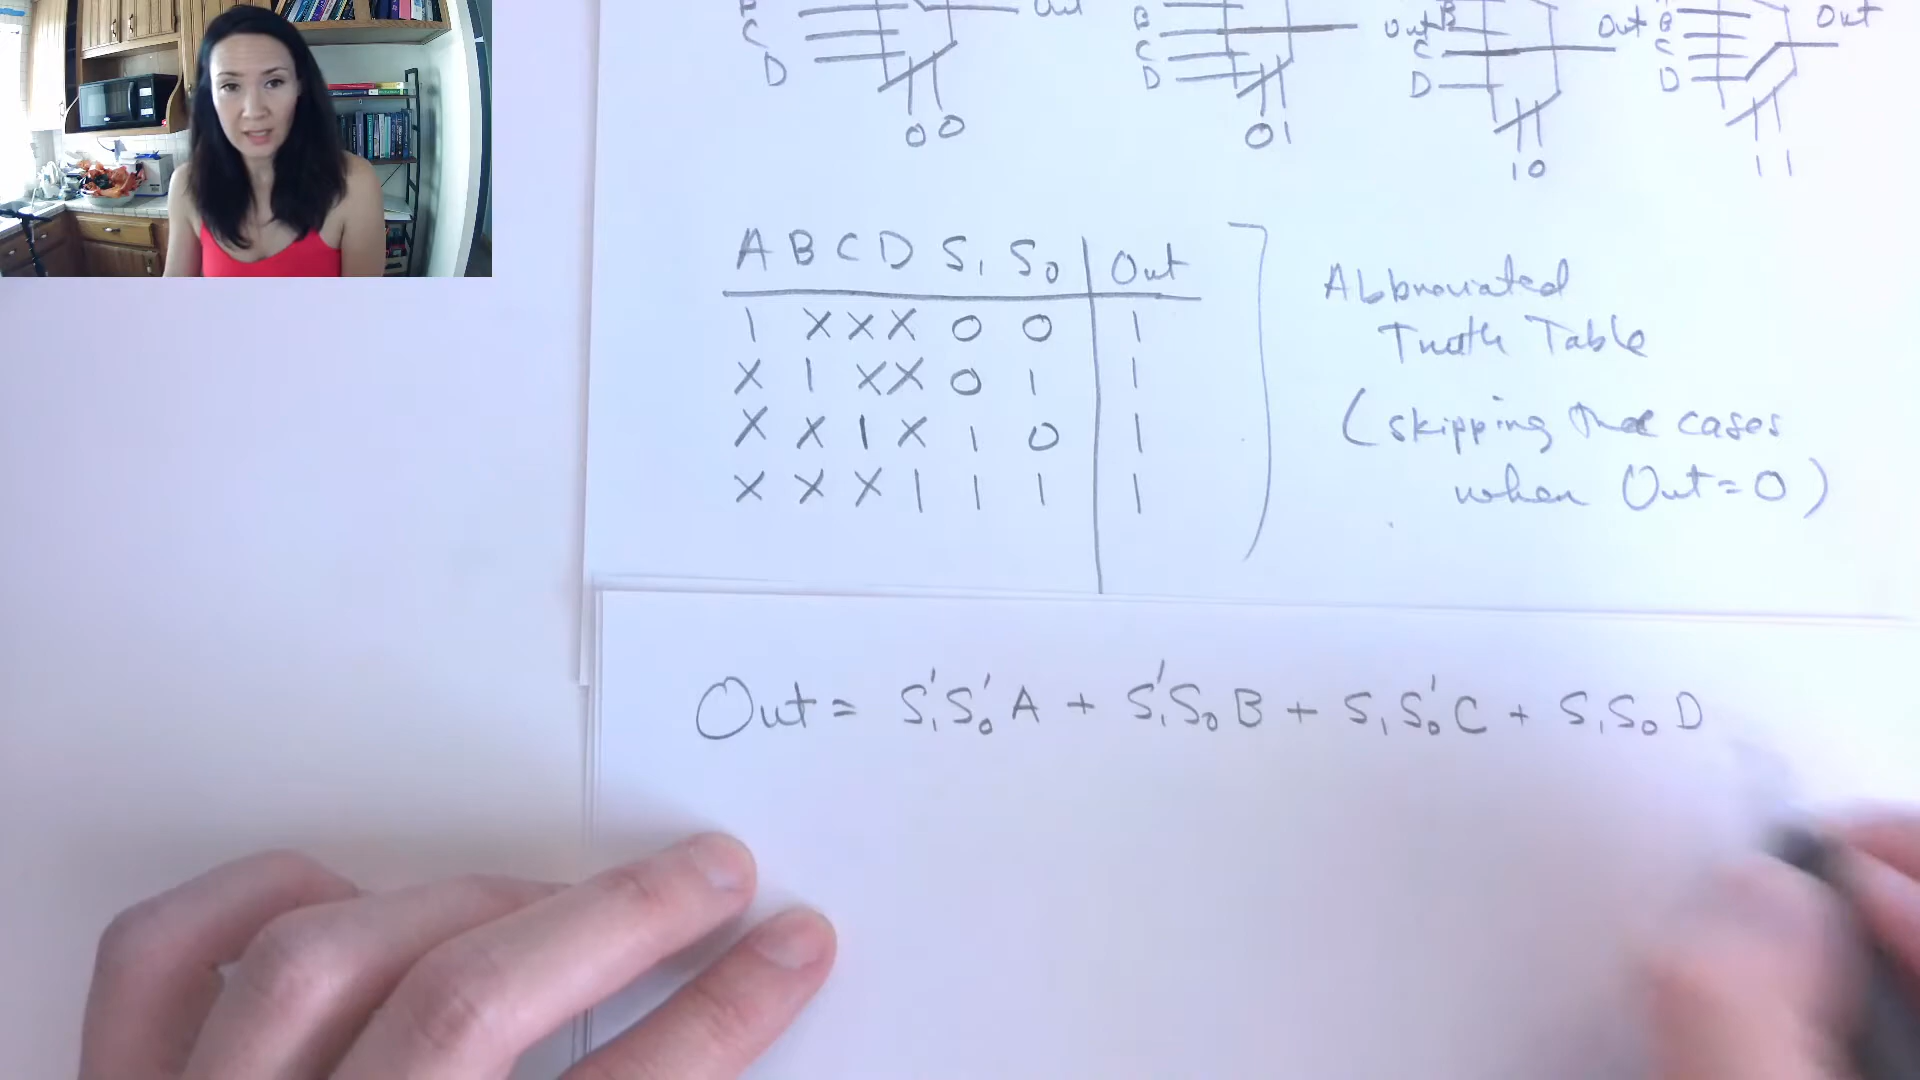 B Out B B Out
C Out C Out C
D D D D
00 01 10 11
A B C D S₁ S₀ Out
1 X X X 0 0 1
X 1 X X 0 1 1
X X 1 X 1 0 1
X X X 1 1 1 1
Abbreviated
Truth Table
(skipping the cases
when Out=0)
Out = S₁'S₀'A + S₁'S₀B + S₁S₀'C + S₁S₀D